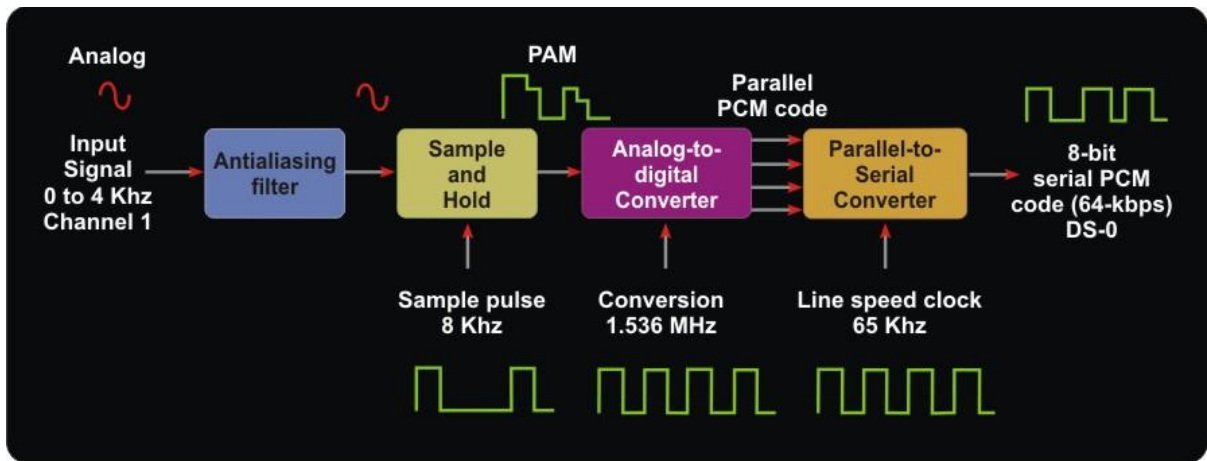 Analog
PAM
Parallel
PCM code
Input
Signal
0 to 4 Khz
Channel 1
Antialiasing
filter
Sample
and
Hold
Analog-to-
digital
Converter
Parallel-to-
Serial
Converter
8-bit
serial PCM
code (64-kbps)
DS-0
Sample pulse
8 Khz
Conversion
1.536 MHz
Line speed clock
65 Khz